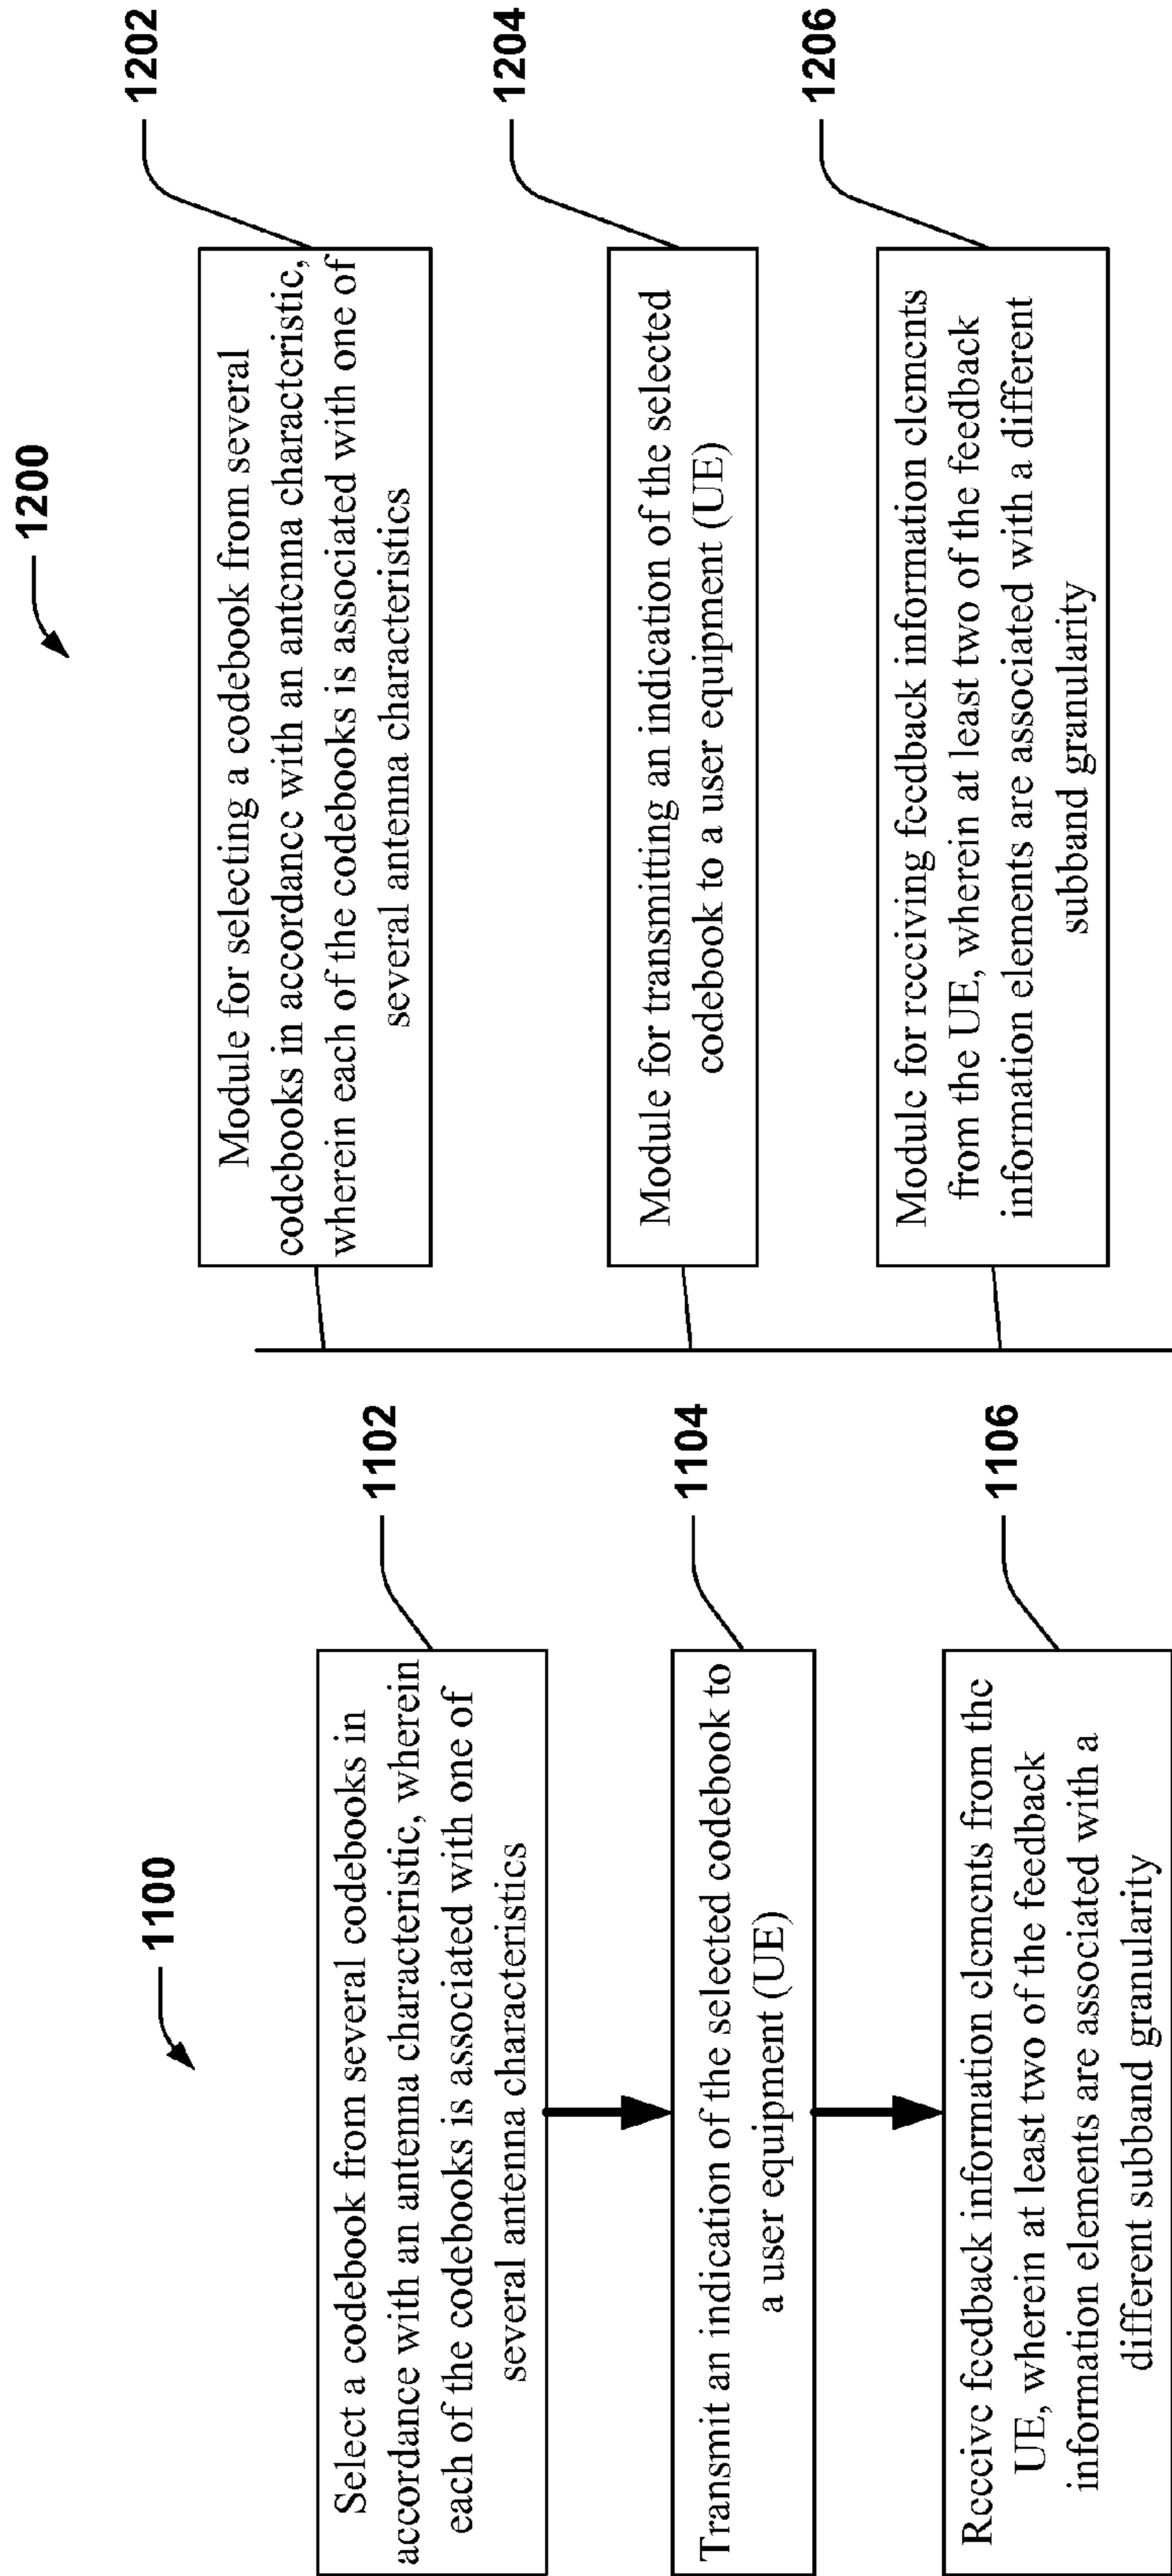 1100
Select a codebook from several codebooks in
accordance with an antenna characteristic, wherein
each of the codebooks is associated with one of
several antenna characteristics
1102
Transmit an indication of the selected codebook to
a user equipment (UE)
1104
Receive feedback information elements from the
UE, wherein at least two of the feedback
information elements are associated with a
different subband granularity
1106
1200
Module for selecting a codebook from several
codebooks in accordance with an antenna characteristic,
wherein each of the codebooks is associated with one of
several antenna characteristics
1202
Module for transmitting an indication of the selected
codebook to a user equipment (UE)
1204
Module for receiving feedback information elements
from the UE, wherein at least two of the feedback
information elements are associated with a different
subband granularity
1206